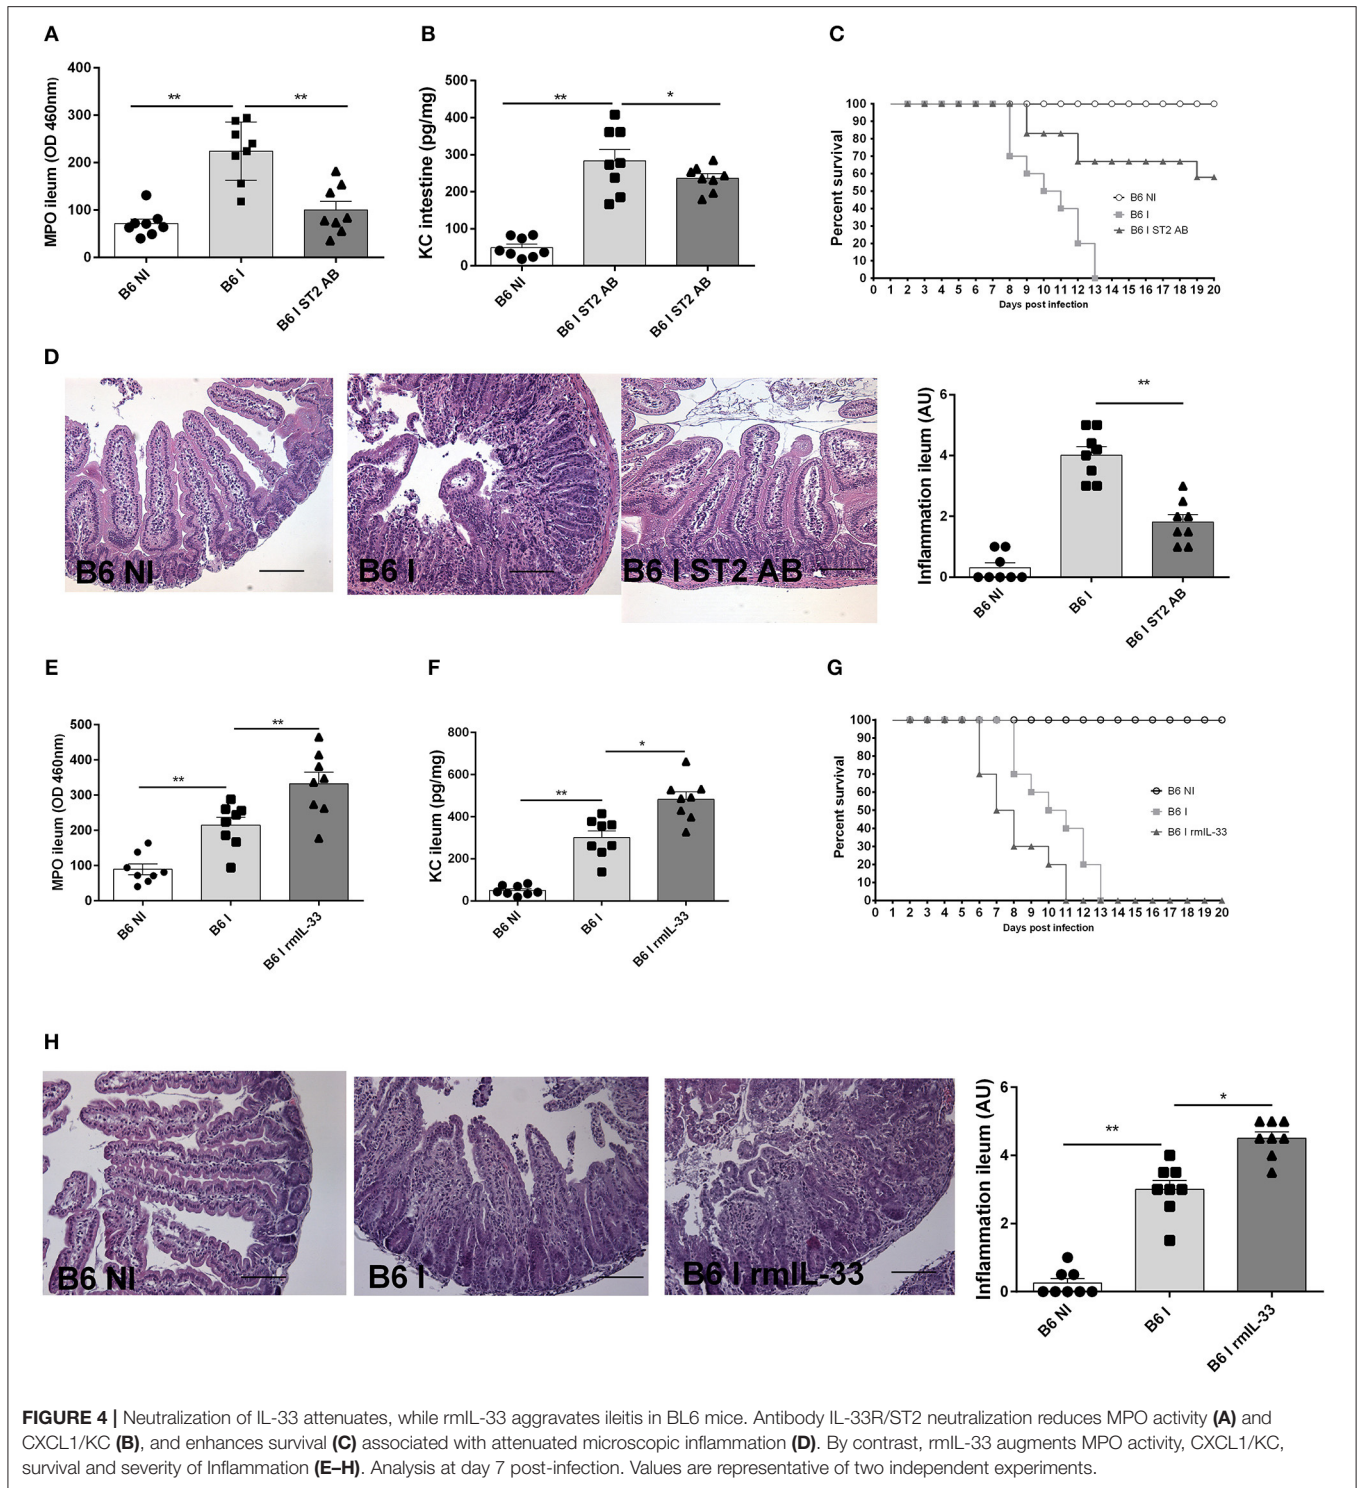 A
MPO ileum (OD 460nm)
400
300
200
100
0
** **
B6 NI
B6 I
B6 I ST2 AB
B
KC intestine (pg/mg)
500
400
300
200
100
0
** *
B6 NI
B6 I ST2 AB
B6 I ST2 AB
C
Percent survival
100
90
80
70
60
50
40
30
20
10
0
0 1 2 3 4 5 6 7 8 9 10 11 12 13 14 15 16 17 18 19 20
Days post infection
B6 NI
B6 I
B6 I ST2 AB
D
B6 NI
B6 I
B6 I ST2 AB
Inflammation ileum (AU)
6
4
2
0
**
B6 NI
B6 I
B6 I ST2 AB
E
MPO ileum (OD 460nm)
500
400
300
200
100
0
**
**
B6 NI
B6 I
B6 I rmIL-33
F
KC ileum (pg/mg)
800
600
400
200
0
**
*
B6 NI
B6 I
B6 I rmIL-33
G
Percent survival
100
90
80
70
60
50
40
30
20
10
0
0 1 2 3 4 5 6 7 8 9 10 11 12 13 14 15 16 17 18 19 20
Days post infection
B6 NI
B6 I
B6 I rmIL-33
H
B6 NI
B6 I
B6 I rmIL-33
Inflammation ileum (AU)
6
4
2
0
**
*
B6 NI
B6 I
B6 I rmIL-33
FIGURE 4 | Neutralization of IL-33 attenuates, while rmIL-33 aggravates ileitis in BL6 mice. Antibody IL-33R/ST2 neutralization reduces MPO activity (A) and
CXCL1/KC (B), and enhances survival (C) associated with attenuated microscopic inflammation (D). By contrast, rmIL-33 augments MPO activity, CXCL1/KC,
survival and severity of Inflammation (E–H). Analysis at day 7 post-infection. Values are representative of two independent experiments.